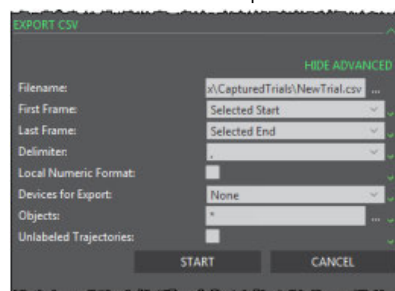 EXPORT CSV
HIDE ADVANCED
Filename: x\CapturedTrials\NewTrial.csv ...
First Frame: Selected Start
Last Frame: Selected End
Delimiter: ,
Local Numeric Format:
Devices for Export: None
Objects: * ...
Unlabeled Trajectories:
START CANCEL